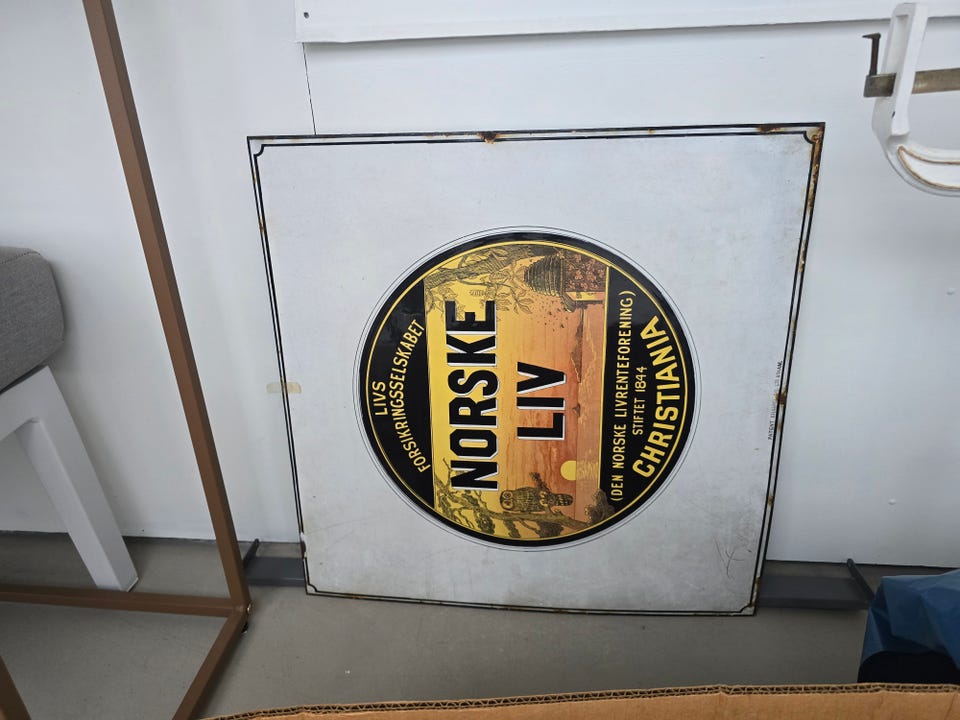 LIVS
FORSIKRINGSSELSKABET
NORSKE
LIV
(DEN NORSKE LIVRENTEFORENING)
STIFTET 1844
CHRISTIANIA